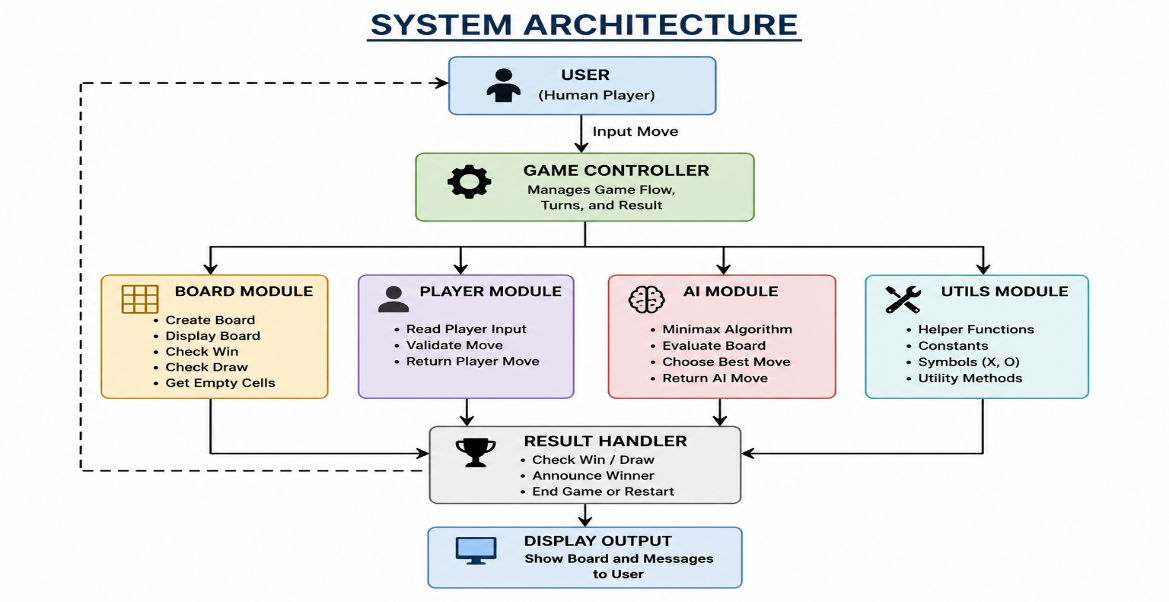 SYSTEM ARCHITECTURE
USER
(Human Player)
Input Move
GAME CONTROLLER
Manages Game Flow,
Turns, and Result
BOARD MODULE
• Create Board
• Display Board
• Check Win
• Check Draw
• Get Empty Cells
PLAYER MODULE
• Read Player Input
• Validate Move
• Return Player Move
AI MODULE
• Minimax Algorithm
• Evaluate Board
• Choose Best Move
• Return AI Move
UTILS MODULE
• Helper Functions
• Constants
• Symbols (X, O)
• Utility Methods
RESULT HANDLER
• Check Win / Draw
• Announce Winner
• End Game or Restart
DISPLAY OUTPUT
Show Board and Messages
to User